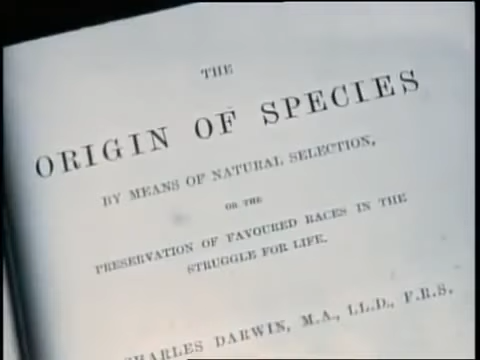 THE
ORIGIN OF SPECIES
BY MEANS OF NATURAL SELECTION,
OR THE
PRESERVATION OF FAVOURED RACES IN THE
STRUGGLE FOR LIFE.
CHARLES DARWIN, M.A., LL.D., F.R.S.